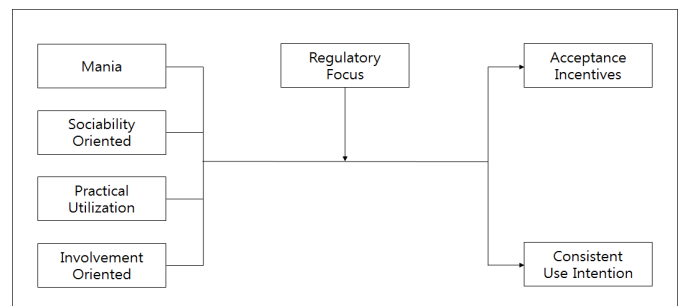 Mania
Sociability
Oriented
Practical
Utilization
Involvement
Oriented
Regulatory
Focus
Acceptance
Incentives
Consistent
Use Intention